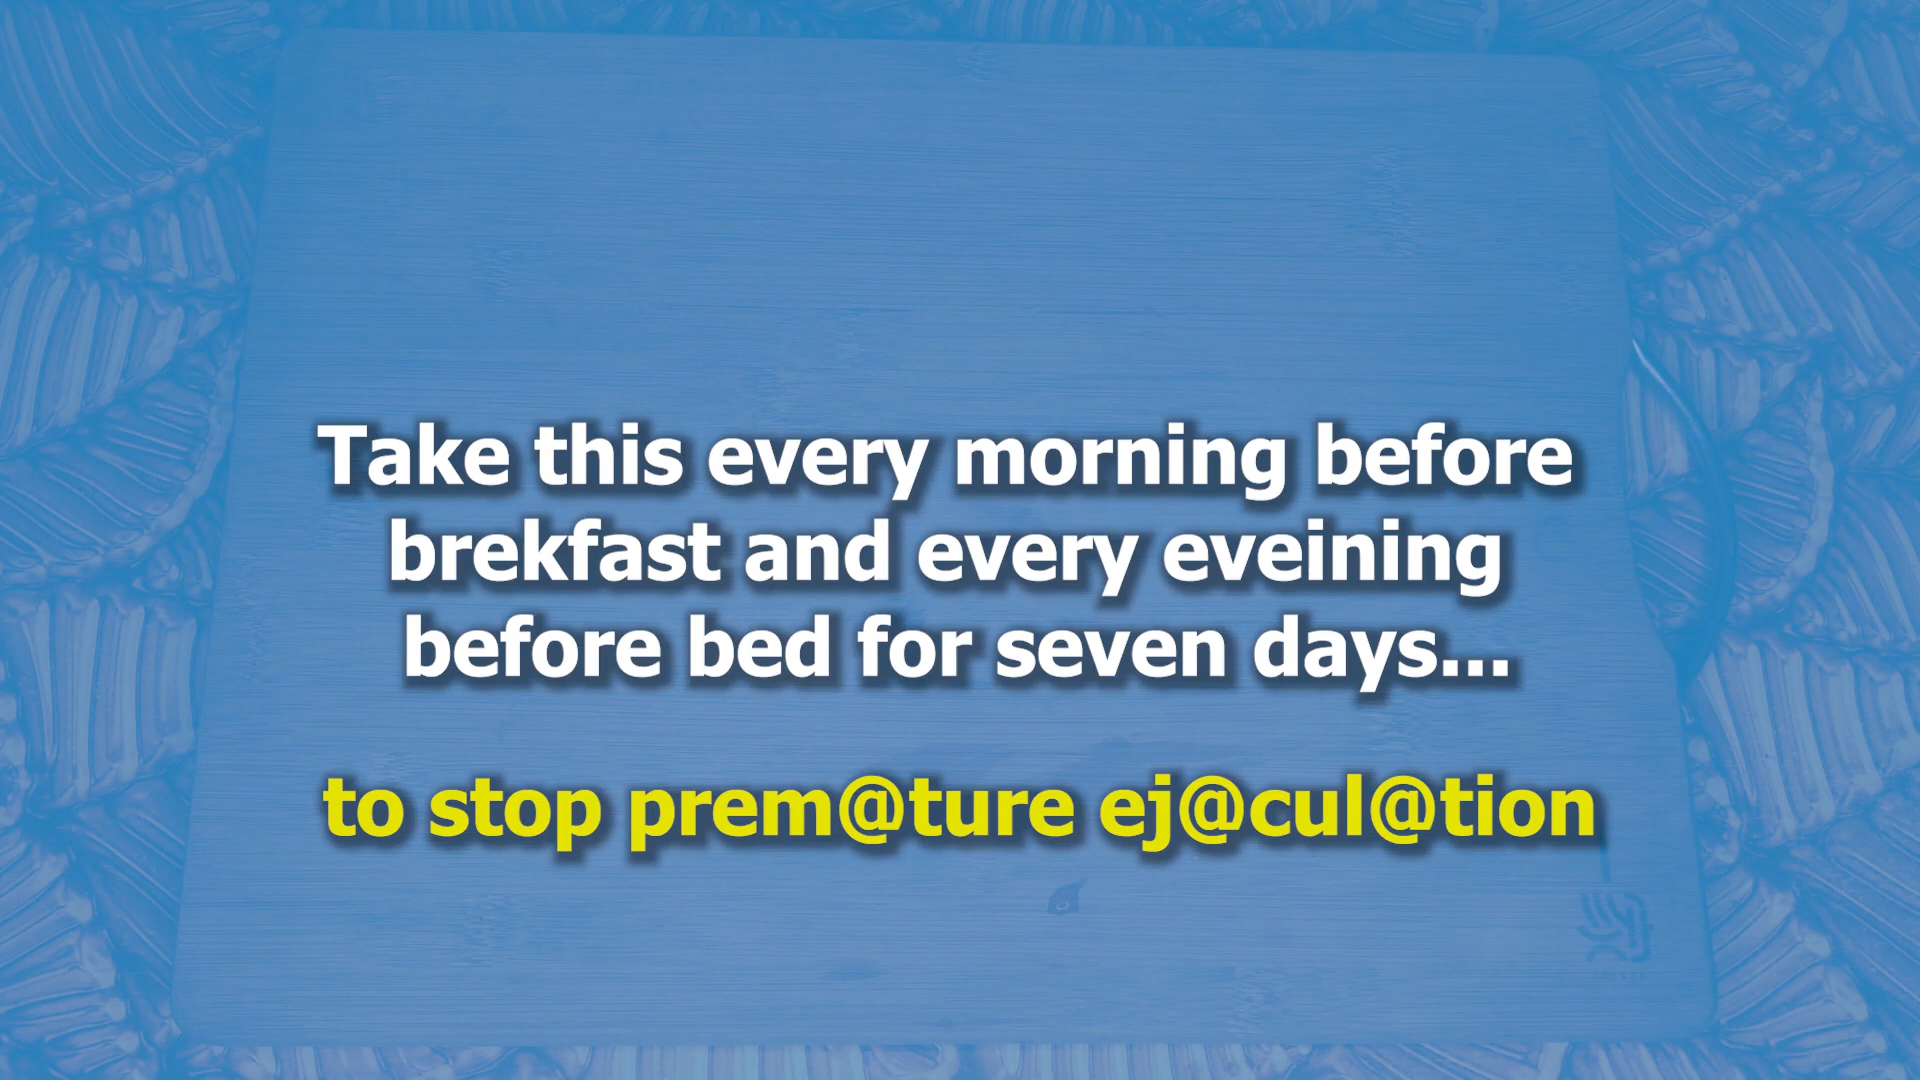 Take this every morning before
brekfast and every eveining
before bed for seven days...
to stop prem@ture ej@cul@tion